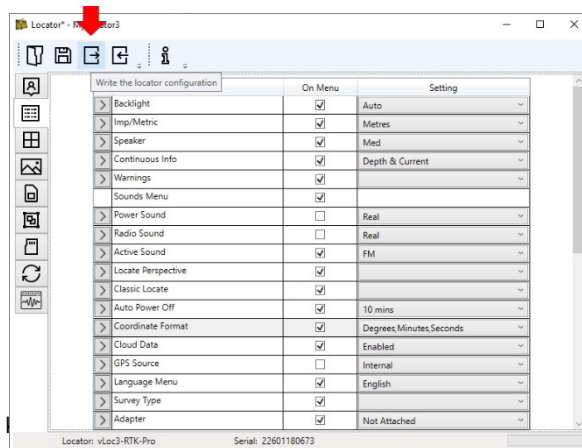 Locator* - My
tor3
Write the locator configuration
On Menu Setting
Backlight Auto
Imp/Metric Metres
Speaker Med
Continuous Info Depth & Current
Warnings
Sounds Menu
Power Sound Real
Radio Sound Real
Active Sound FM
Locate Perspective
Classic Locate
Auto Power Off 10 mins
Coordinate Format Degrees,Minutes,Seconds
Cloud Data Enabled
GPS Source Internal
Language Menu English
Survey Type
Adapter Not Attached
Locator: vLoc3-RTK-Pro Serial: 22601180673